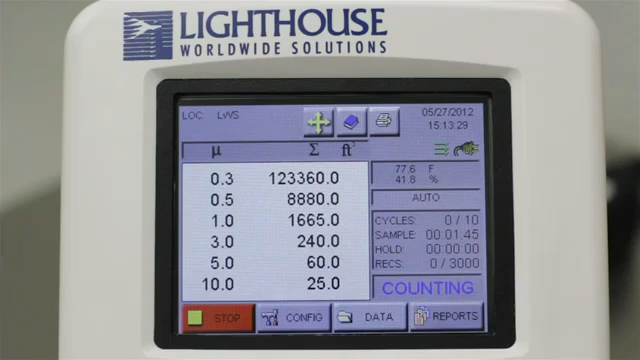 LIGHTHOUSE
WORLDWIDE SOLUTIONS
LOC: LWS
05/27/2012
15:13:29
μ Σ ft³
0.3 123360.0
0.5 8880.0
1.0 1665.0
3.0 240.0
5.0 60.0
10.0 25.0
77.6 F
41.8 %
AUTO
CYCLES: 0 / 10
SAMPLE: 00:01:45
HOLD: 00:00:00
RECS: 0 / 3000
COUNTING
STOP CONFIG DATA REPORTS